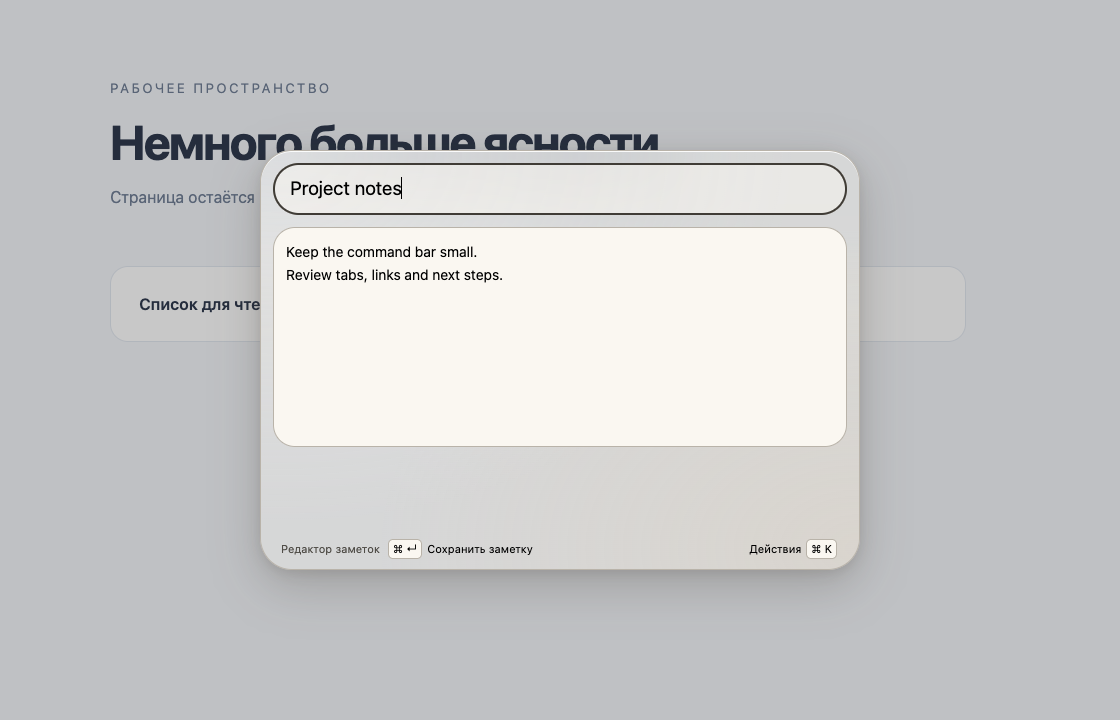 РАБОЧЕЕ ПРОСТРАНСТВО
Немного больше ясности
Страница остаётся
Project notes
Keep the command bar small.
Review tabs, links and next steps.
Список для
Редактор заметок ⌘ ↵ Сохранить заметку
Действия ⌘ K